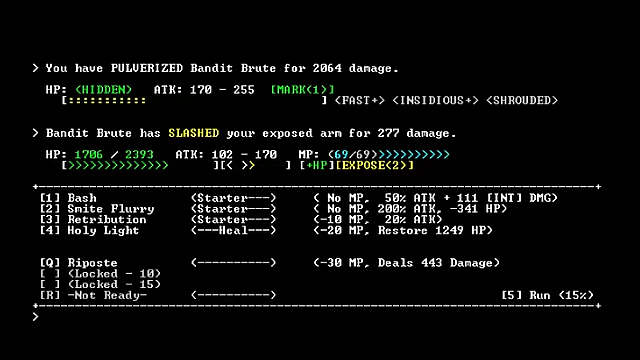 > You have PULVERIZED Bandit Brute for 2064 damage.
HP: <HIDDEN> ATK: 170 - 255 [MARK<1>]
[:::::::::::: ] <FAST+> <INSIDIOUS+> <SHROUDED>
> Bandit Brute has SLASHED your exposed arm for 277 damage.
HP: 1706 / 2393 ATK: 102 - 170 MP: <69/69>>>>>>>>>>>>
[>>>>>>>>>>>>>> ][< >> ] [+HP][EXPOSE<2>]
+--------------------------------------------------------------------------------+
[1] Bash <Starter---> < No MP, 50% ATK + 111 [INT] DMG>
[2] Smite Flurry <Starter---> < No MP, 200% ATK, -341 HP>
[3] Retribution <Starter---> <-10 MP, 20% ATK>
[4] Holy Light <---Heal---> <-20 MP, Restore 1249 HP>
[Q] Riposte <----------> <-30 MP, Deals 443 Damage>
[ ] <Locked - 10>
[ ] <Locked - 15>
[R] -Not Ready- <----------> [5] Run <15%>
+--------------------------------------------------------------------------------+
>